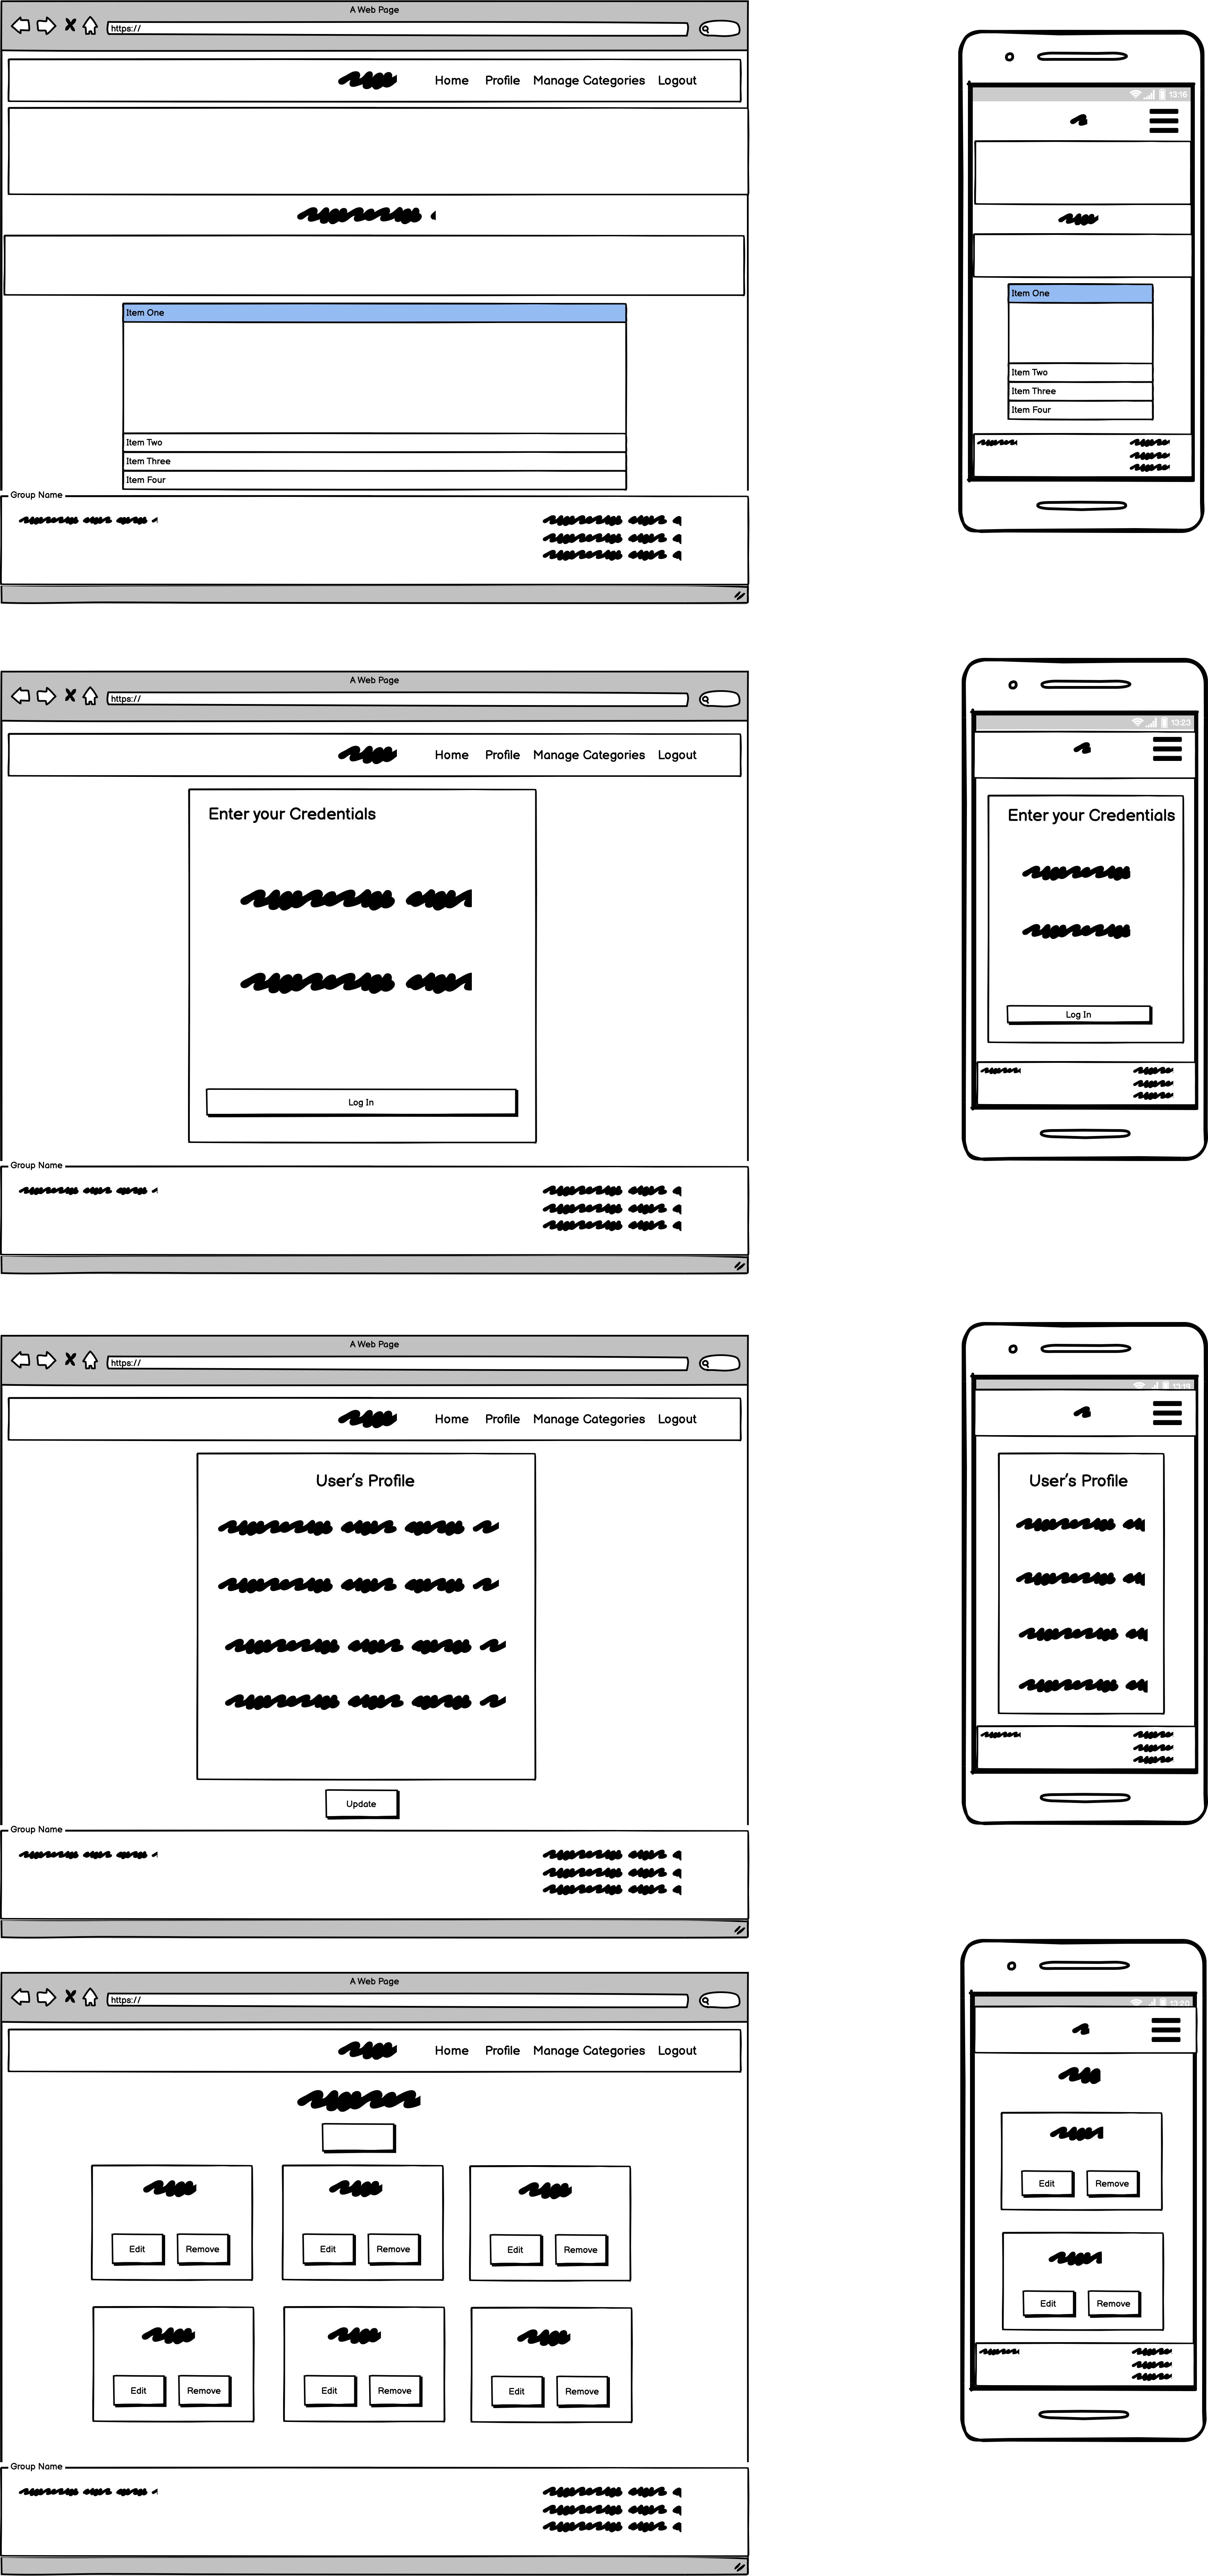 A Web Page
https://
Home Profile Manage Categories Logout
Item One
Item Two
Item Three
Item Four
Group Name
13:16
Item One
Item Two
Item Three
Item Four
A Web Page
https://
Home Profile Manage Categories Logout
Enter your Credentials
Log In
Group Name
13:23
Enter your Credentials
Log In
A Web Page
https://
Home Profile Manage Categories Logout
User's Profile
Update
Group Name
User's Profile
A Web Page
https://
Home Profile Manage Categories Logout
Edit Remove Edit Remove Edit Remove
Edit Remove Edit Remove Edit Remove
Group Name
13:20
Edit Remove
Edit Remove